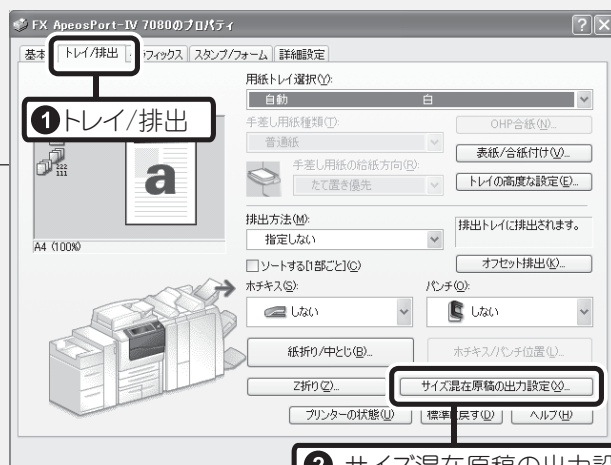 FX ApeosPort-IV 7080のプロパティ
基本 トレイ/排出 グラフィックス スタンプ/フォーム 詳細設定
❶トレイ/排出
用紙トレイ選択(Y):
自動 白
手差し用紙種類(T):
普通紙
OHP合紙(N)...
手差し用紙の給紙方向(R):
たて置き優先
表紙/合紙付け(V)...
トレイの高度な設定(E)...
222
111
a
A4 (100%)
排出方法(M):
指定しない
排出トレイに排出されます。
ソートする[1部ごと](C)
オフセット排出(K)...
ホチキス(S):
しない
パンチ(O):
しない
紙折り/中とじ(B)...
ホチキス/パンチ位置(L)...
Z折り(Z)...
サイズ混在原稿の出力設定(X)...
プリンターの状態(U)
標準に戻す(D)
ヘルプ(H)
❷ サイズ混在原稿の出力設